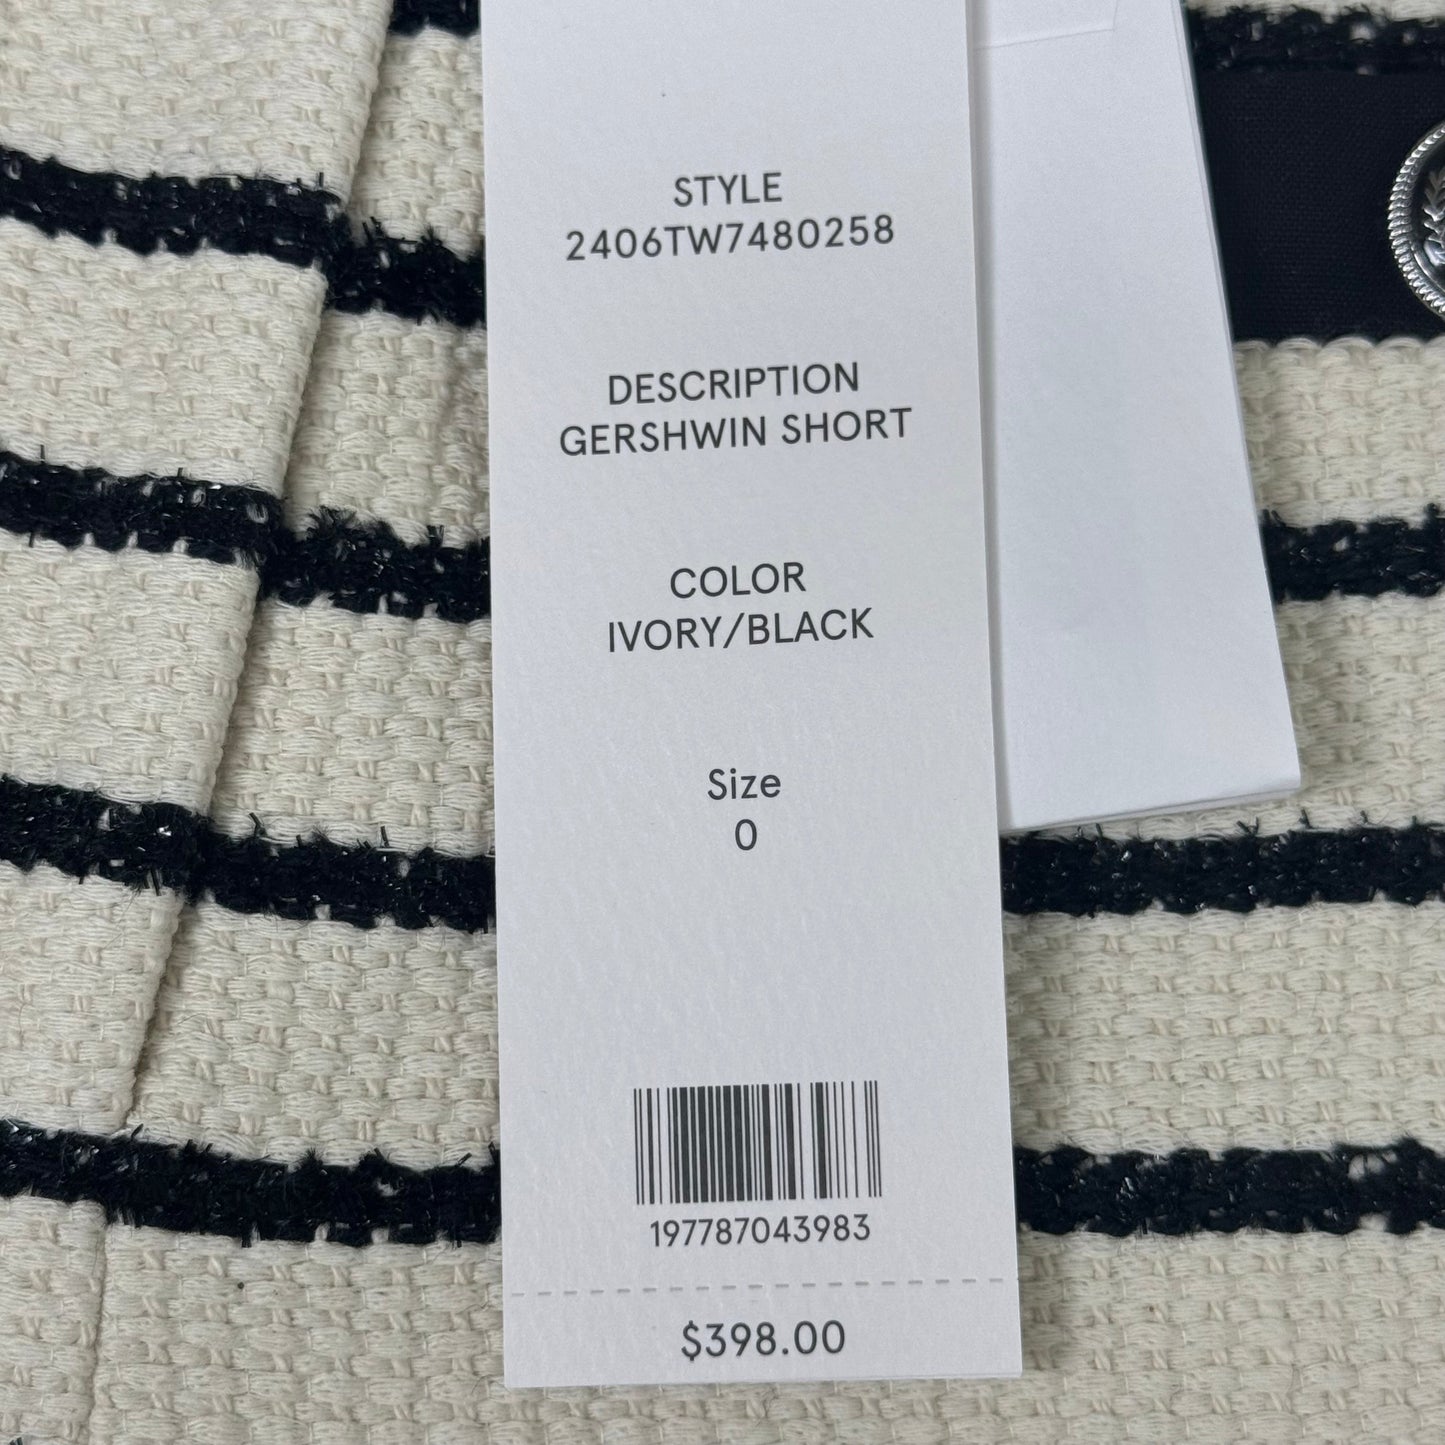 STYLE
2406TW7480258
DESCRIPTION
GERSHWIN SHORT
COLOR
IVORY/BLACK
Size
0
197787043983
$398.00